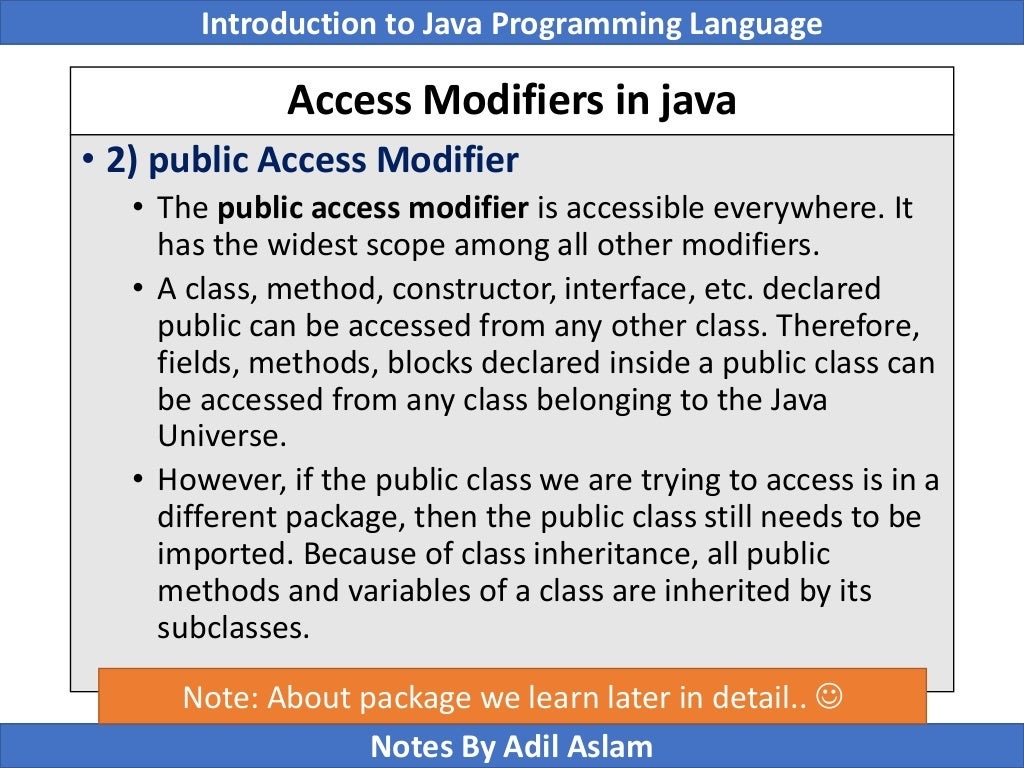 Introduction to Java Programming Language
Access Modifiers in java
• 2) public Access Modifier
• The public access modifier is accessible everywhere. It
has the widest scope among all other modifiers.
• A class, method, constructor, interface, etc. declared
public can be accessed from any other class. Therefore,
fields, methods, blocks declared inside a public class can
be accessed from any class belonging to the Java
Universe.
• However, if the public class we are trying to access is in a
different package, then the public class still needs to be
imported. Because of class inheritance, all public
methods and variables of a class are inherited by its
subclasses.
Note: About package we learn later in detail.. ☺
Notes By Adil Aslam